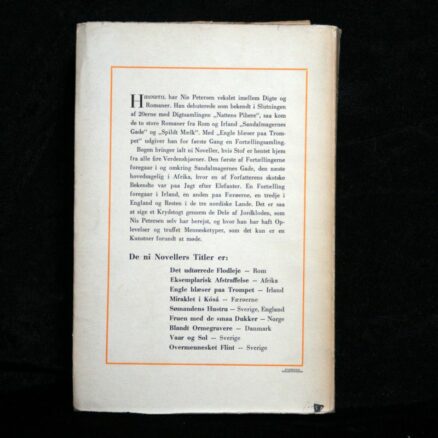 HIDINDTIL har Nis Petersen vekslet imellem Digte og
Romaner. Han debuterede som bekendt i Slutningen
af 20erne med Digtsamlingen „Nattens Pibere“, saa kom
de to store Romaner fra Rom og Irland „Sandalmagernes
Gade“ og „Spildt Mælk“. Med „Engle blæser paa Trom-
pet“ udgiver han for første Gang en Fortællingsamling.
Bogen bringer ialt ni Noveller, hvis Stof er hentet hjem
fra alle fire Verdenshjørner. Den første af Fortællingerne
foregaar i og omkring Sandalmagernes Gade, den næste
hovedsagelig i Afrika, hvor en af Forfatterens skotske
Bekendte var paa Jagt efter Elefanter. En Fortælling
foregaar i Irland, en anden paa Færøerne, en tredje i
England og Resten i de tre nordiske Lande. Det er saa
at sige et Krydstogt gennem de Dele af Jordkloden, som
Nis Petersen selv har berejst, og hvor han har haft Op-
levelser og truffet Mennesketyper, som det kun er en
Kunstner forundt at møde.
De ni Novellers Titler er:
Det udtørrede Flodleje — Rom
Eksemplarisk Afstraffelse — Afrika
Engle blæser paa Trompet — Irland
Miraklet i Kósá — Færøerne
Sømandens Hustru — Sverige, England
Fruen med de smaa Dukker — Norge
Blandt Ormegravere — Danmark
Vaar og Sol — Sverige
Overmennesket Flint — Sverige